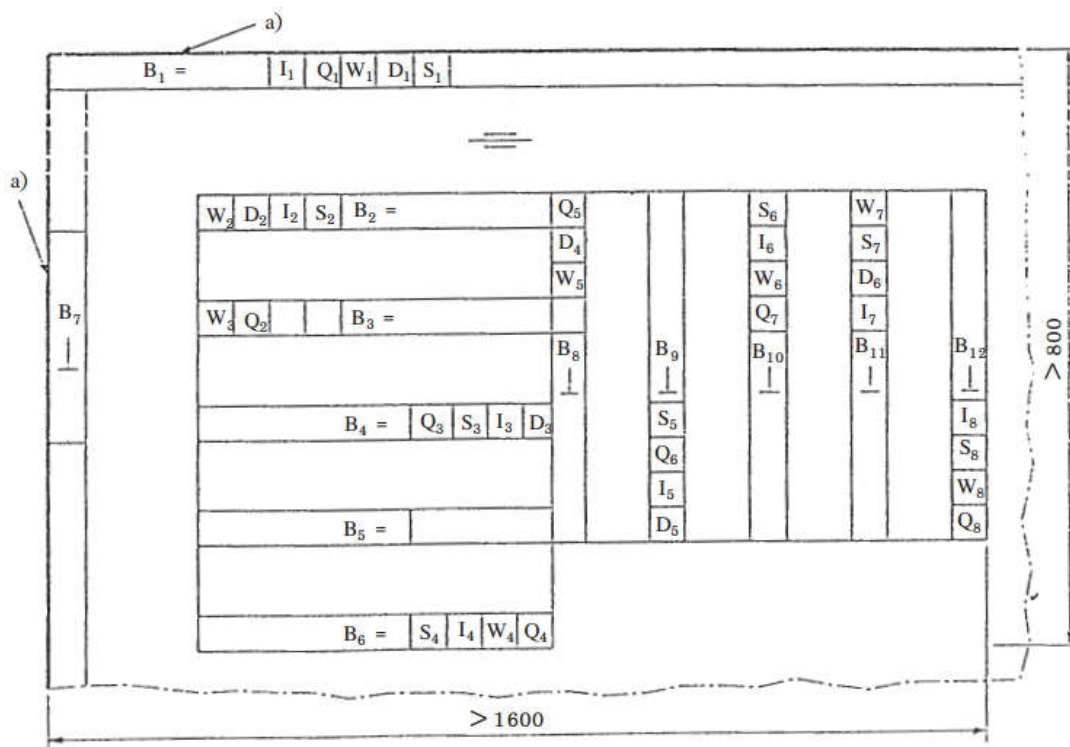 a)
B₁ = I₁ Q₁ W₁ D₁ S₁
a)
W₂ D₂ I₂ S₂ B₂ = Q₅ S₆ W₇
D₄ I₆ S₇
W₅ W₆ D₆
B₇ W₃ Q₂ B₃ = Q₇ I₇
B₈ B₉ B₁₀ B₁₁ B₁₂
>800
B₄ = Q₃ S₃ I₃ D₃ S₅ I₈
Q₆ S₈
I₅ W₈
B₅ = D₅ Q₈
B₆ = S₄ I₄ W₄ Q₄
>1600